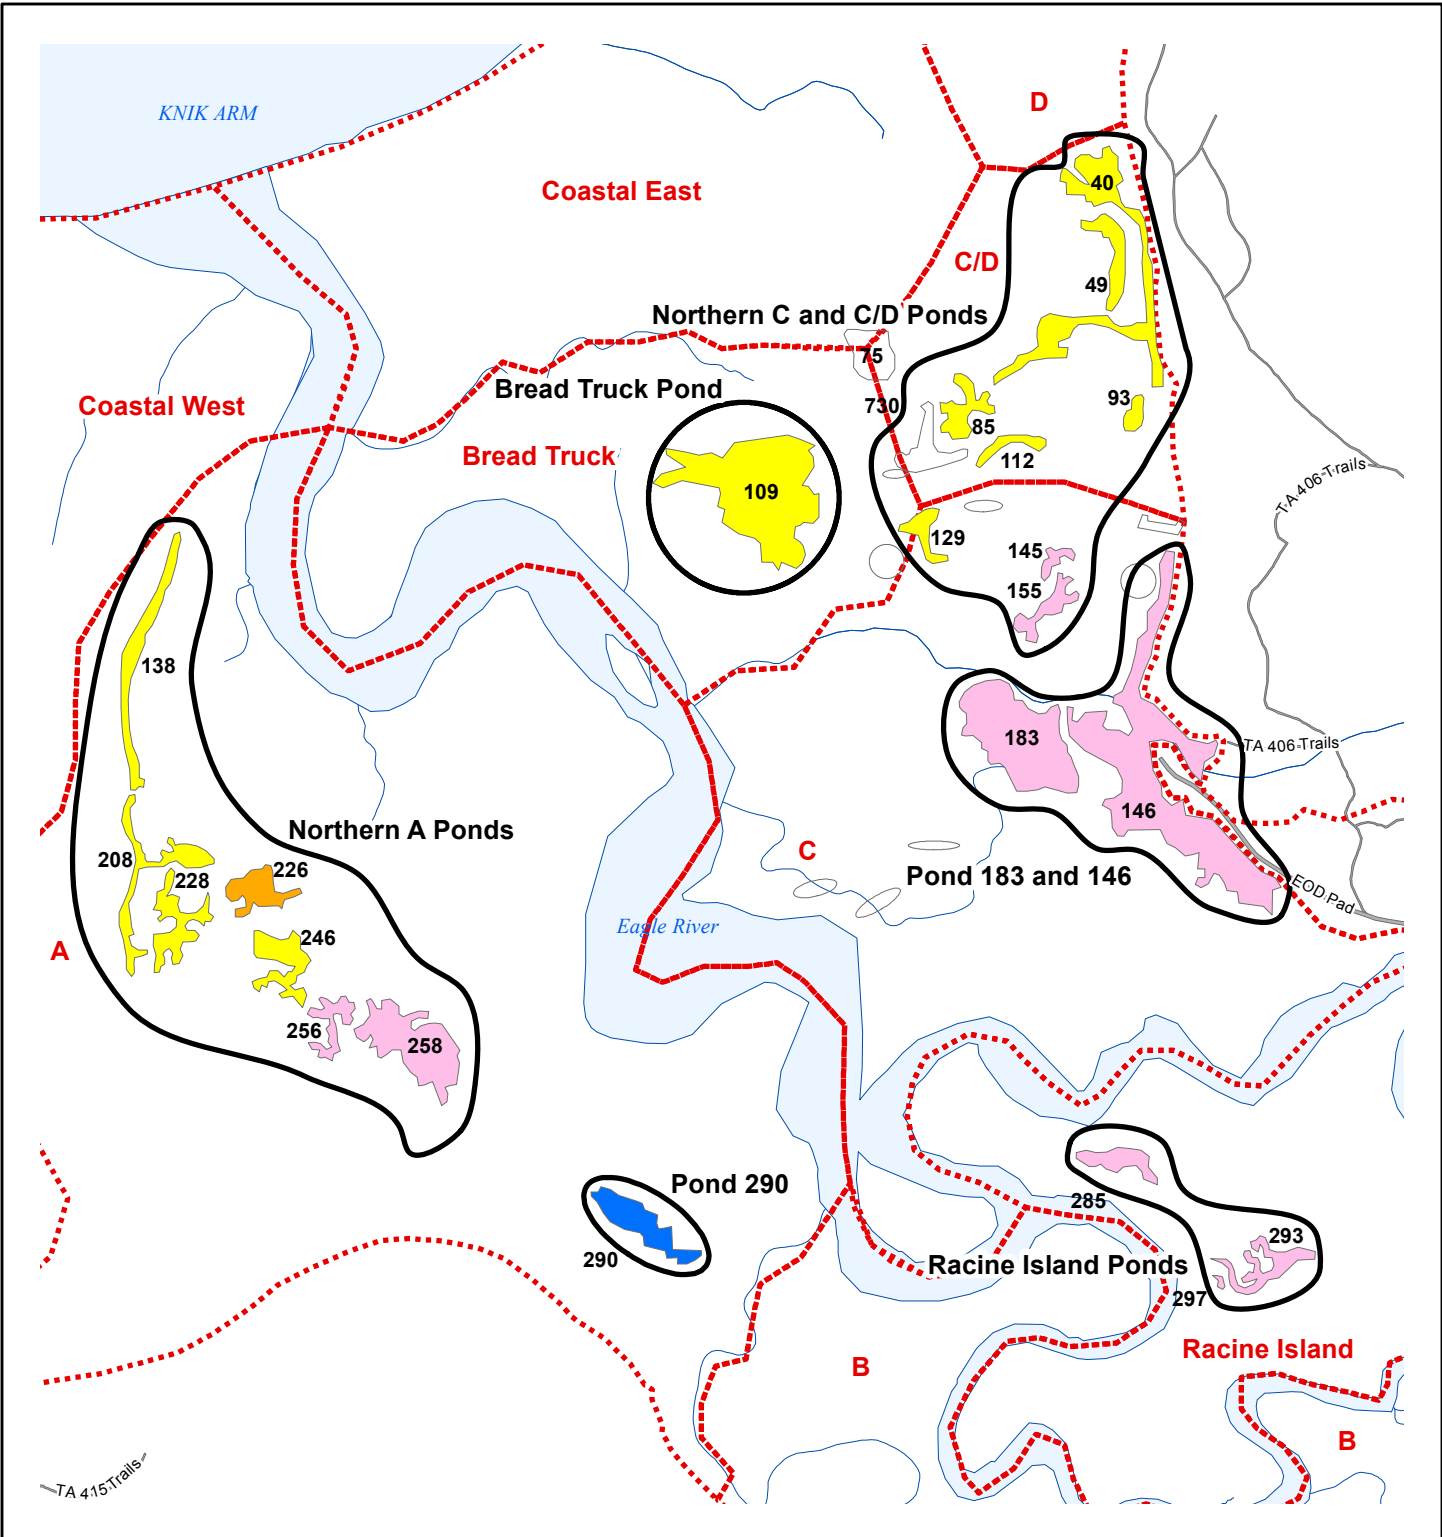 KNIK ARM
D
40
Coastal East
C/D
49
Northern C and C/D Ponds
75
Bread Truck Pond
93
Coastal West
730
85
Bread Truck
112
TA 406 Trails
109
129
145
155
138
183
TA 406 Trails
146
Northern A Ponds
C
208
226
228
Pond 183 and 146
EOD Pad
Eagle River
246
A
256
258
Pond 290
285
293
290
Racine Island Ponds
297
Racine Island
B
B
TA 415 Trails